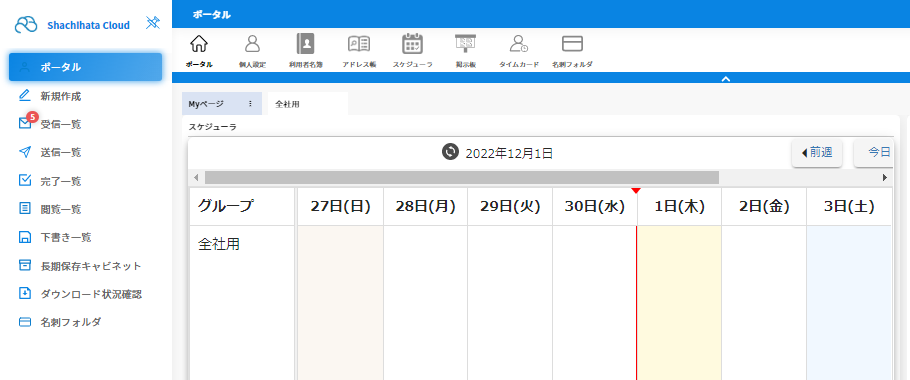 Shachihata Cloud
ポータル
新規作成
5
受信一覧
送信一覧
完了一覧
閲覧一覧
下書き一覧
長期保存キャビネット
ダウンロード状況確認
名刺フォルダ
ポータル
ポータル 個人設定 利用者名簿 アドレス帳 スケジューラ 掲示板 タイムカード 名刺フォルダ
Myページ 全社用
スケジューラ
2022年12月1日 前週 今日
グループ 27日(日) 28日(月) 29日(火) 30日(水) 1日(木) 2日(金) 3日(土)
全社用